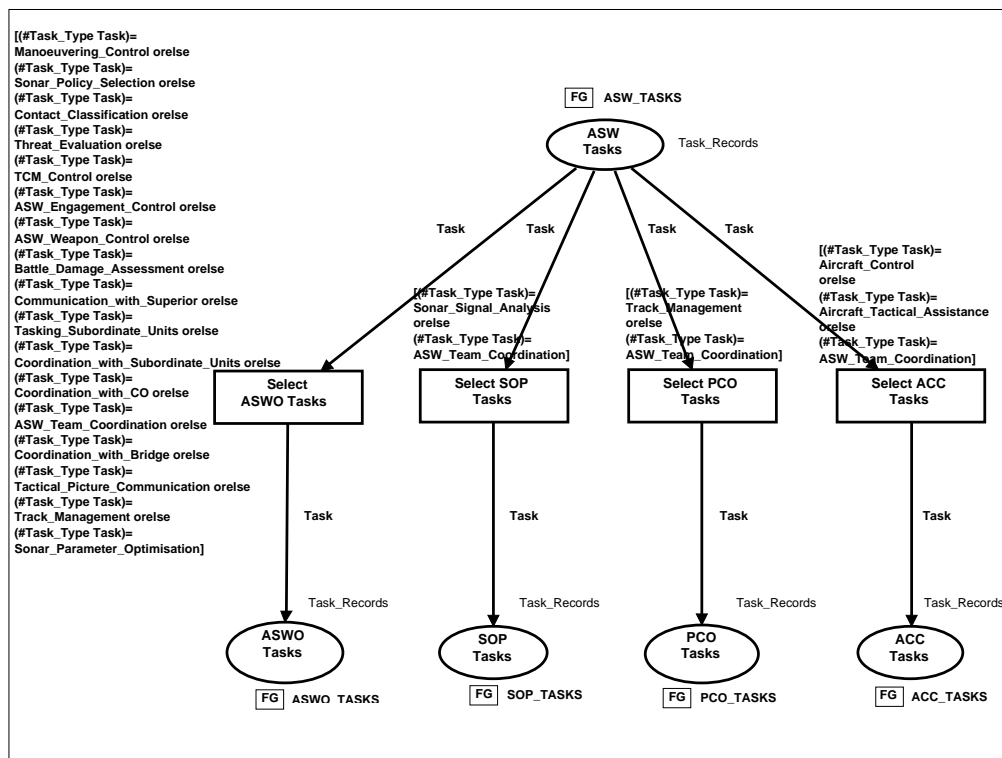 [(#Task_Type Task)=
Manoeuvering_Control orelse
(#Task_Type Task)=
Sonar_Policy_Selection orelse
(#Task_Type Task)=
Contact_Classification orelse
(#Task_Type Task)=
Threat_Evaluation orelse
(#Task_Type Task)=
TCM_Control orelse
(#Task_Type Task)=
ASW_Engagement_Control orelse
(#Task_Type Task)=
ASW_Weapon_Control orelse
(#Task_Type Task)=
Battle_Damage_Assessment orelse
(#Task_Type Task)=
Communication_with_Superior orelse
(#Task_Type Task)=
Tasking_Subordinate_Units orelse
(#Task_Type Task)=
Coordination_with_Subordinate_Units orelse
(#Task_Type Task)=
Coordination_with_CO orelse
(#Task_Type Task)=
ASW_Team_Coordination orelse
(#Task_Type Task)=
Coordination_with_Bridge orelse
(#Task_Type Task)=
Tactical_Picture_Communication orelse
(#Task_Type Task)=
Track_Management orelse
(#Task_Type Task)=
Sonar_Parameter_Optimisation]
FG ASW_TASKS
ASW
Tasks
Task_Records
Task
Task
Task
Task
[(#Task_Type Task)=
Sonar_Signal_Analysis
orelse
(#Task_Type Task)=
ASW_Team_Coordination]
[(#Task_Type Task)=
Track_Management
orelse
(#Task_Type Task)=
ASW_Team_Coordination]
[(#Task_Type Task)=
Aircraft_Control
orelse
(#Task_Type Task)=
Aircraft_Tactical_Assistance
orelse
(#Task_Type Task)=
ASW_Team_Coordination]
Select
ASWO Tasks
Select SOP
Tasks
Select PCO
Tasks
Select ACC
Tasks
Task
Task
Task
Task
Task_Records
Task_Records
Task_Records
Task_Records
ASWO
Tasks
SOP
Tasks
PCO
Tasks
ACC
Tasks
FG ASWO_TASKS
FG SOP_TASKS
FG PCO_TASKS
FG ACC_TASKS